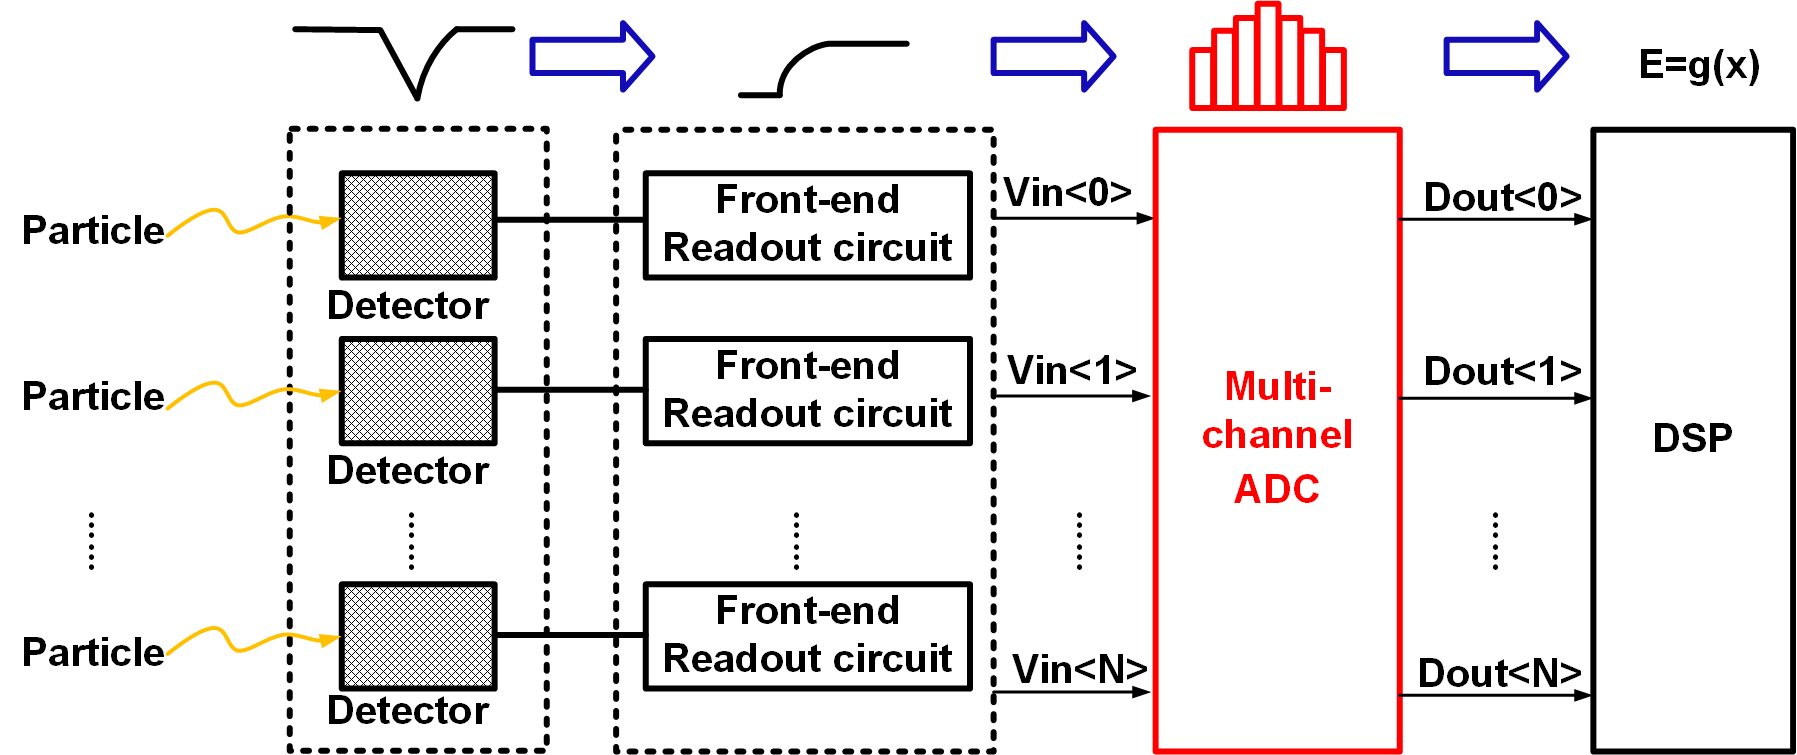 E=g(x)
Particle
Detector
Front-end
Readout circuit
Vin<0>
Dout<0>
Particle
Detector
Front-end
Readout circuit
Vin<1>
Dout<1>
Multi-
channel
ADC
DSP
Particle
Detector
Front-end
Readout circuit
Vin<N>
Dout<N>